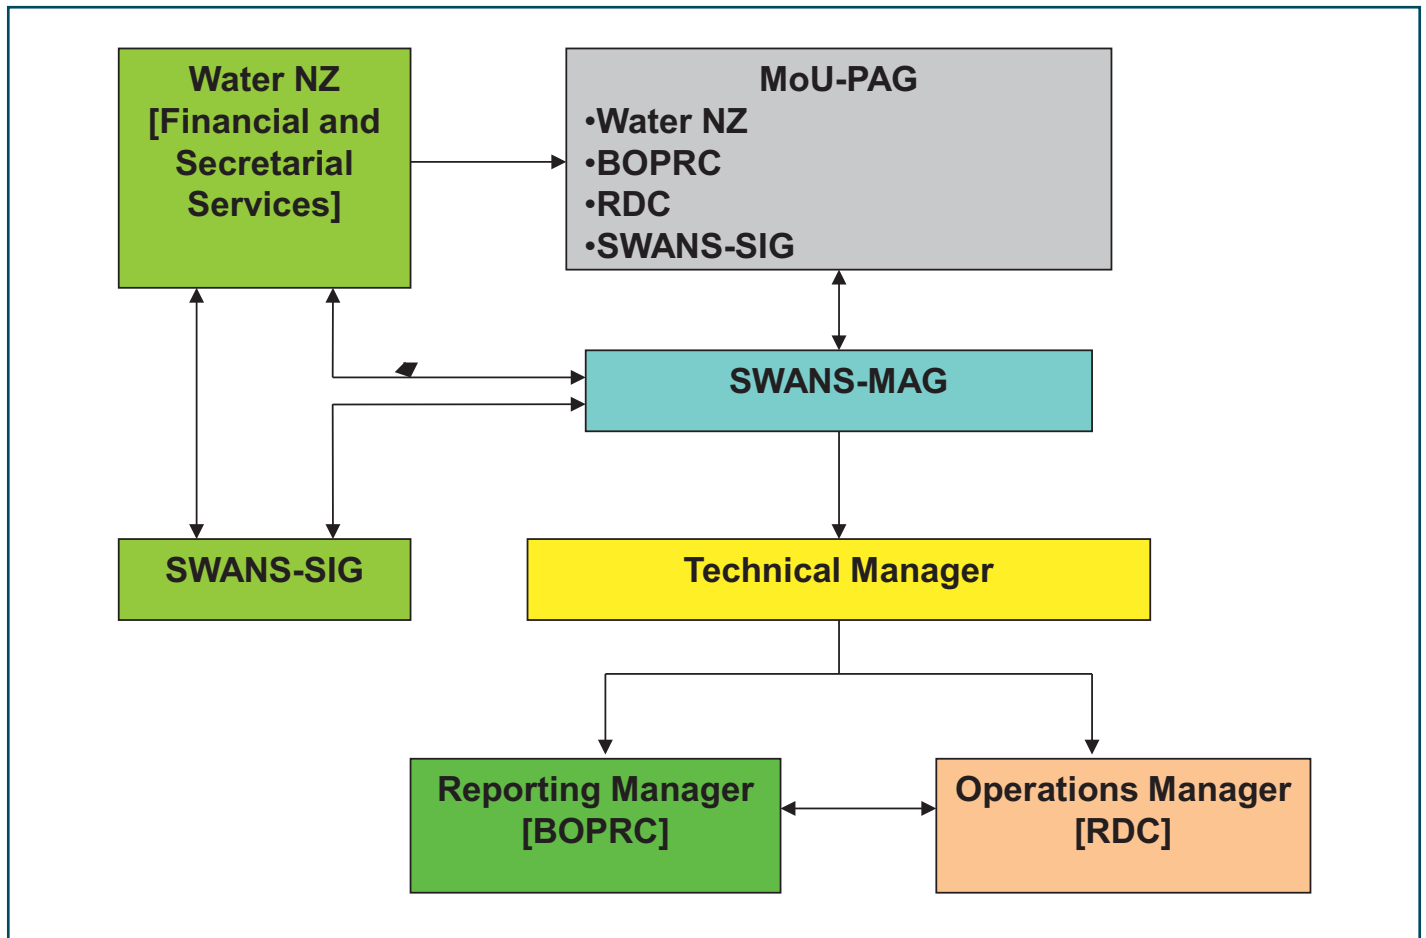 Water NZ
[Financial and
Secretarial
Services]
MoU-PAG
•Water NZ
•BOPRC
•RDC
•SWANS-SIG
SWANS-MAG
SWANS-SIG
Technical Manager
Reporting Manager
[BOPRC]
Operations Manager
[RDC]